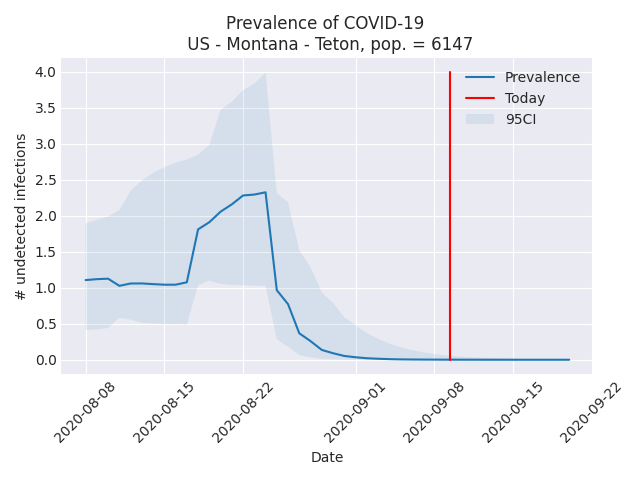 Prevalence of COVID-19
US - Montana - Teton, pop. = 6147
4.0
3.5
3.0
2.5
2.0
1.5
1.0
0.5
0.0
# undetected infections
Prevalence
Today
95CI
2020-08-08
2020-08-15
2020-08-22
2020-09-01
2020-09-08
2020-09-15
2020-09-22
Date